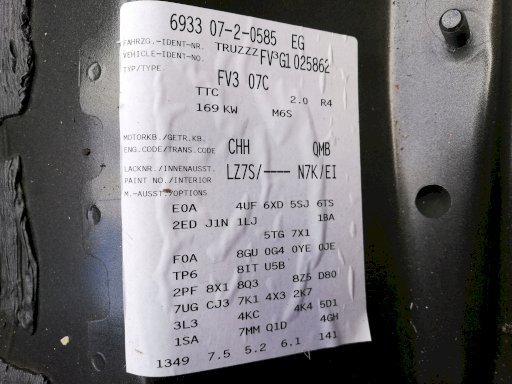 6933 07-2-0585 EG
FAHRZG.-IDENT-NR. TRUZZZFV3G1025862
VEHICLE-IDENT-NO.
TYP/TYPE FV3 07C
TTC 2.0 R4
169 KW M6S
MOTORKB./GETR.KB.
ENG.CODE/TRANS.CODE CHH QMB
LACKNR./INNENAUSST. LZ7S/---- N7K/EI
PAINT NO./INTERIOR
M.-AUSST./OPTIONS
E0A 4UF 6XD 5SJ 6TS
2ED J1N 1LJ 1BA
5TG 7X1
F0A 8GU 0G4 0YE 0JE
TP6 8IT U5B
2PF 8X1 8Q3 8Z5 D80
7UG CJ3 7K1 4X3 2K7
3L3 4KC 4K4 5D1
1SA 7MM Q1D 4GH
1349 7.5 5.2 6.1 141